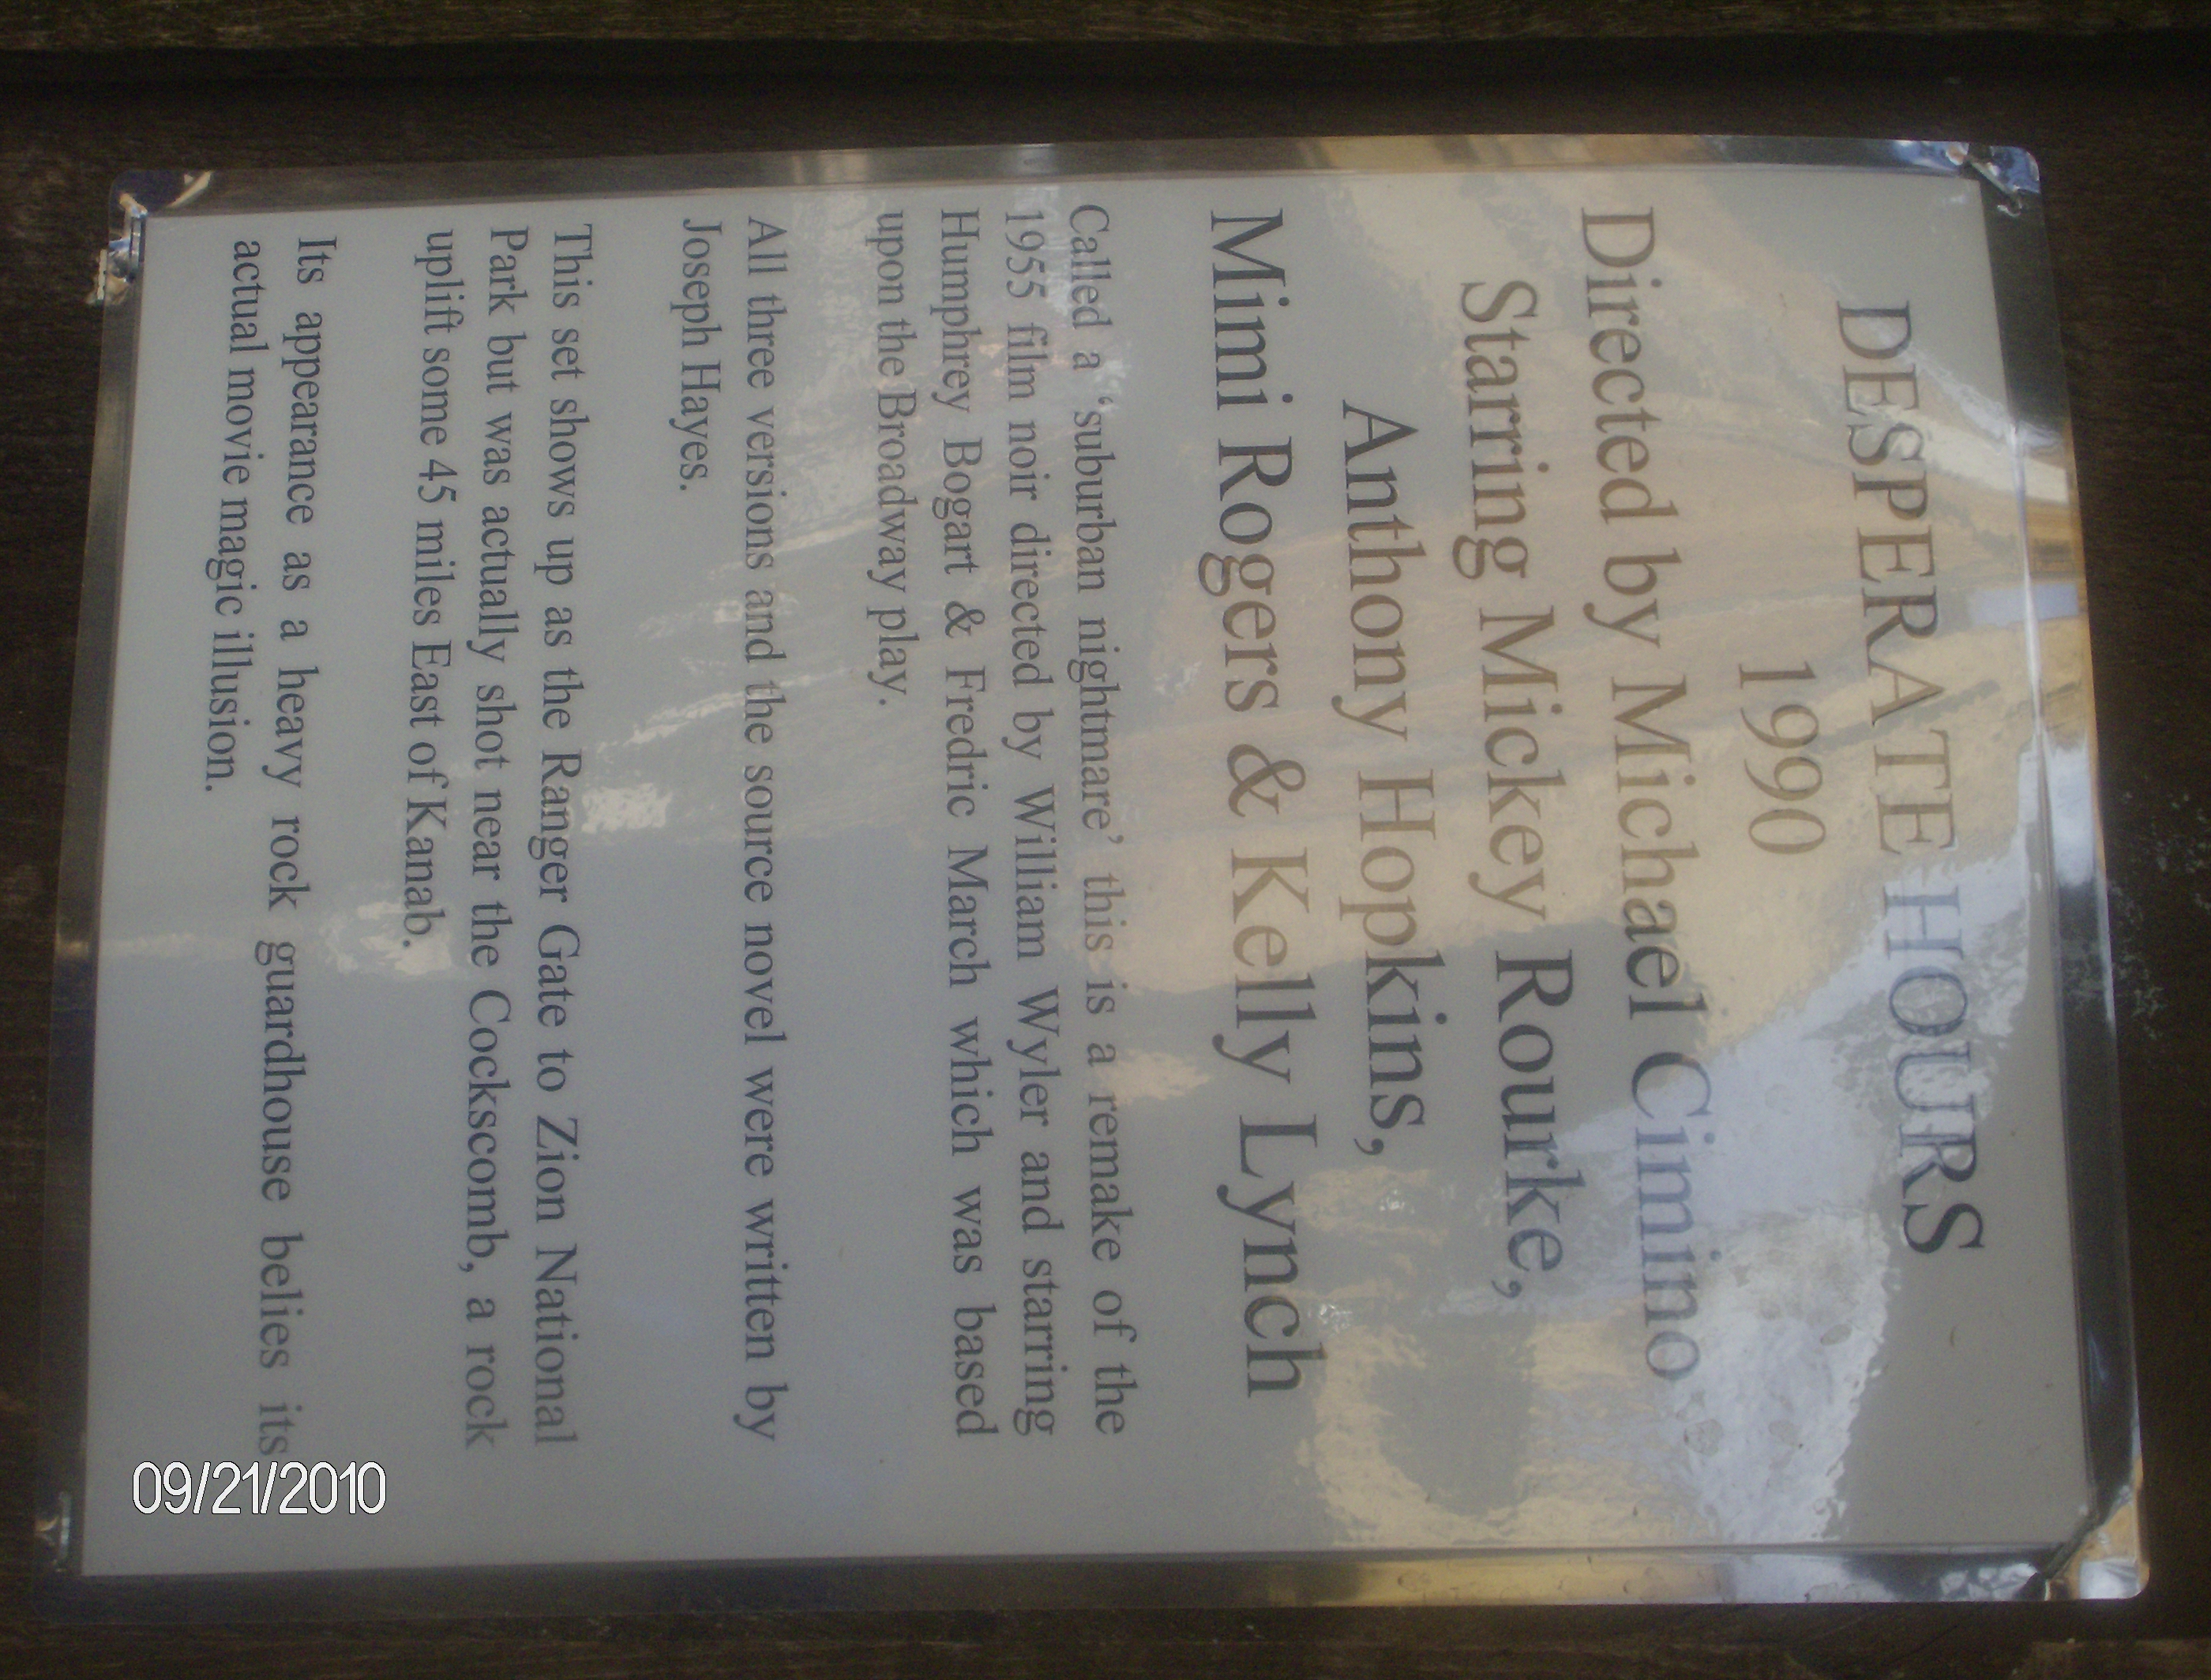 DESPERATE HOURS
1990
Directed by Michael Cimino
Starring Mickey Rourke,
Anthony Hopkins,
Mimi Rogers & Kelly Lynch
Called a ‘suburban nightmare’ this is a remake of the
1955 film noir directed by William Wyler and starring
Humphrey Bogart & Fredric March which was based
upon the Broadway play.
All three versions and the source novel were written by
Joseph Hayes.
This set shows up as the Ranger Gate to Zion National
Park but was actually shot near the Cockscomb, a rock
uplift some 45 miles East of Kanab.
Its appearance as a heavy rock guardhouse belies its
actual movie magic illusion.
09/21/2010